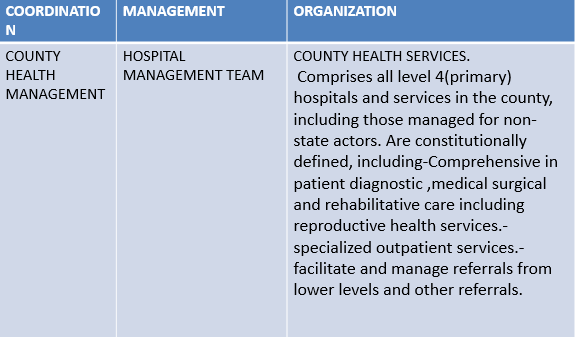 COORDINATIO
N
MANAGEMENT
ORGANIZATION
COUNTY
HEALTH
MANAGEMENT
HOSPITAL
MANAGEMENT TEAM
COUNTY HEALTH SERVICES.
Comprises all level 4(primary)
hospitals and services in the county,
including those managed for non-
state actors. Are constitutionally
defined, including-Comprehensive in
patient diagnostic ,medical surgical
and rehabilitative care including
reproductive health services.-
specialized outpatient services.-
facilitate and manage referrals from
lower levels and other referrals.